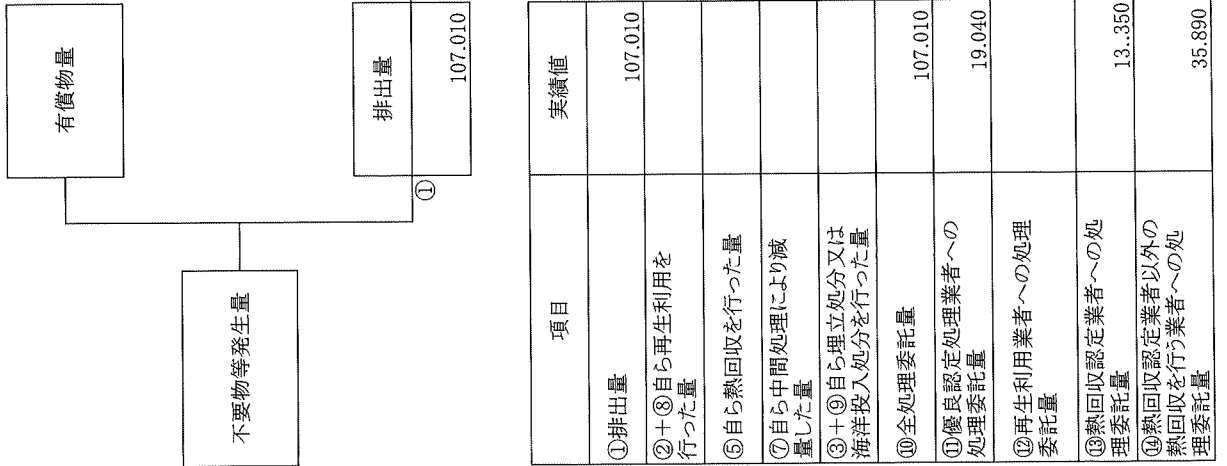 有償物量
不要物等発生量
排出量
①
107.010
項目
実績値
①排出量
107.010
②+⑧自ら再生利用を
行った量
⑤自ら熱回収を行った量
⑦自ら中間処理により減
量した量
③+⑨自ら埋立処分又は
海洋投入処分を行った量
⑩全処理委託量
107.010
⑪優良認定処理業者への
処理委託量
19.040
⑫再生利用業者への処理
委託量
⑬熱回収認定業者への処
理委託量
13..350
⑭熱回収認定業者以外の
熱回収を行う業者への処
理委託量
35.890